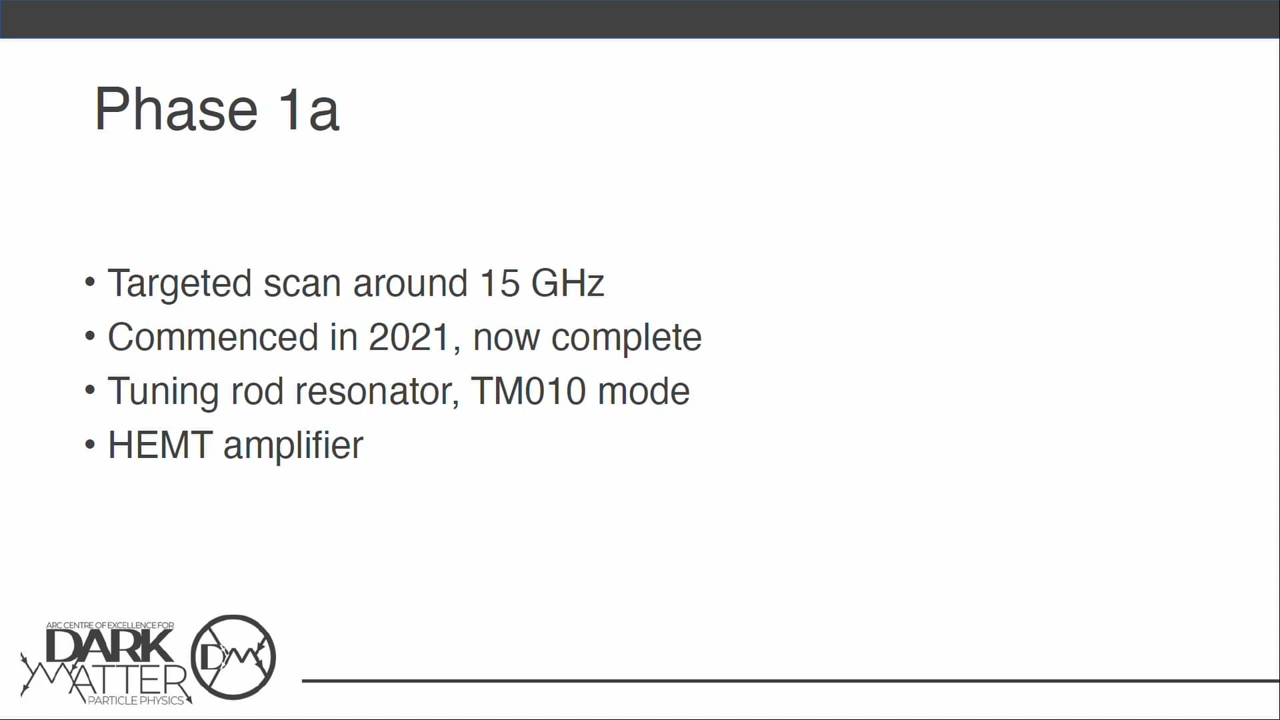 Phase 1a
• Targeted scan around 15 GHz
• Commenced in 2021, now complete
• Tuning rod resonator, TM010 mode
• HEMT amplifier
ARC CENTRE OF EXCELLENCE FOR
DARK
MATTER
PARTICLE PHYSICS
DM